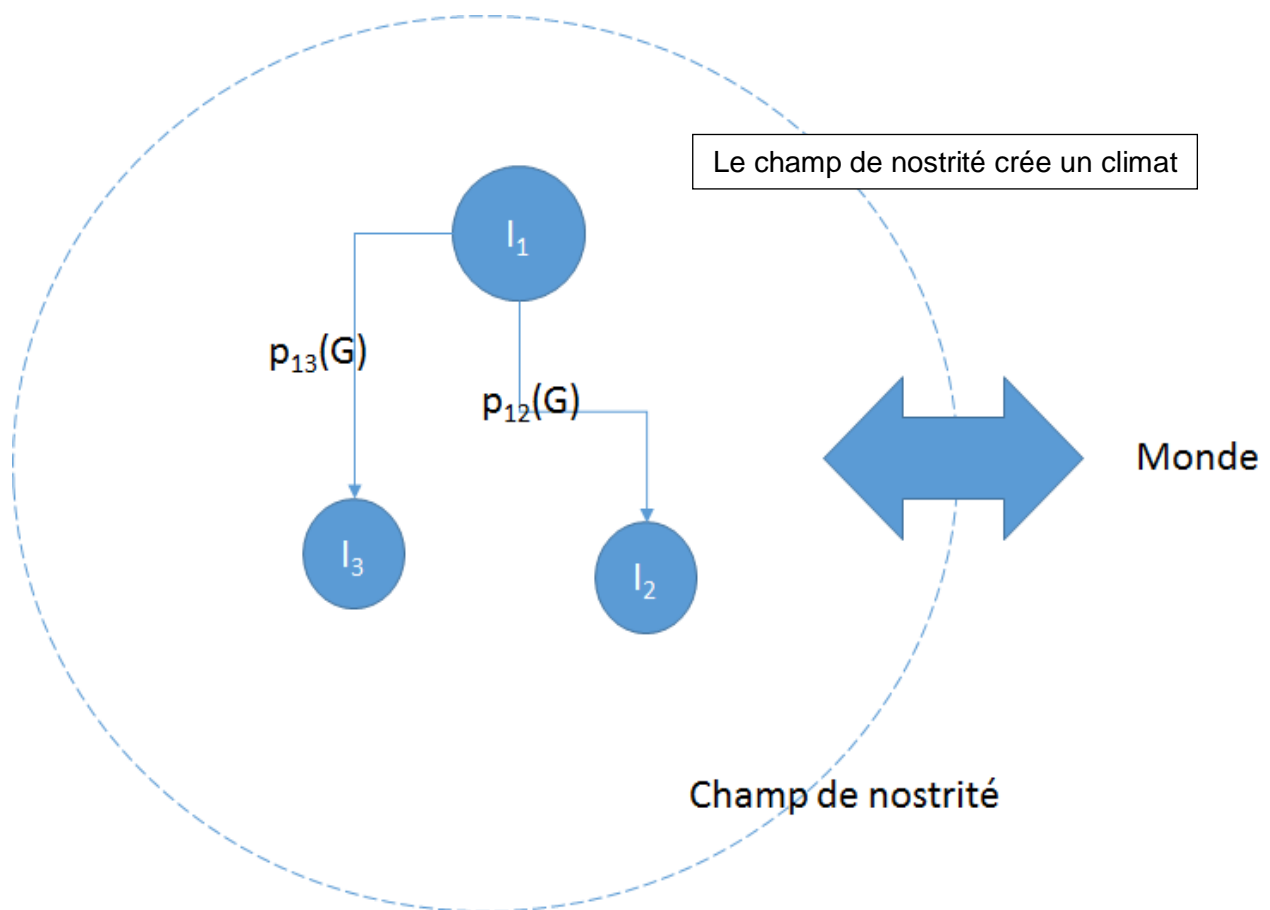 Le champ de nostrité crée un climat
I₁
p₁₃(G)
p₁₂(G)
Monde
I₃
I₂
Champ de nostrité